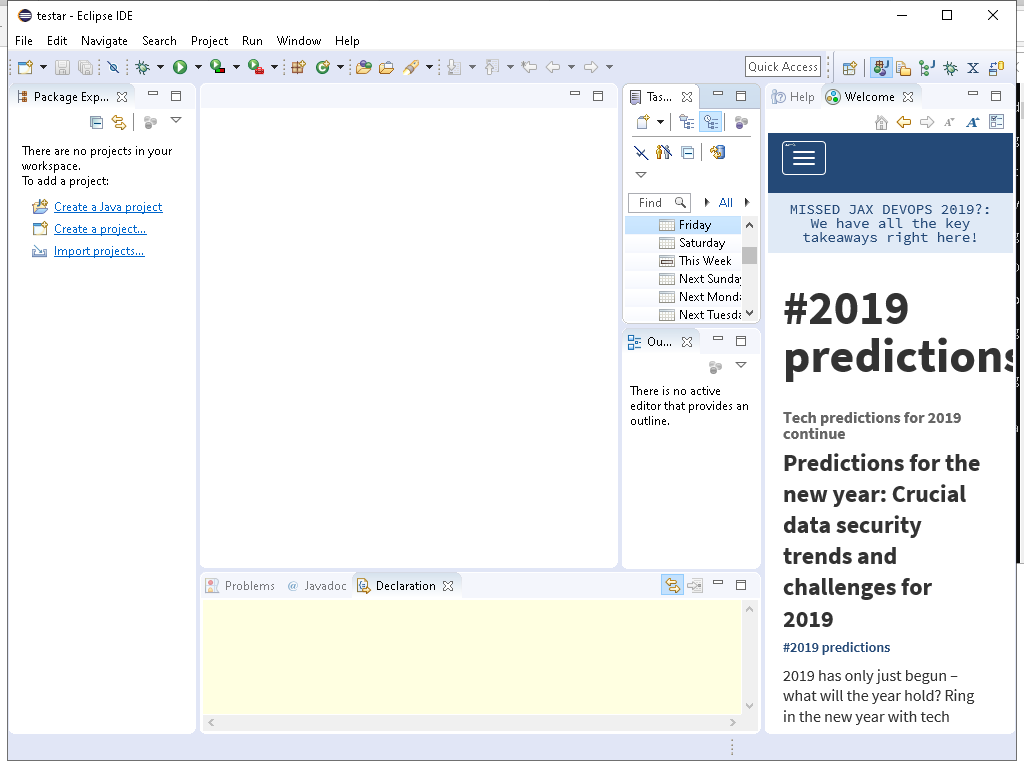 testar - Eclipse IDE
File Edit Navigate Search Project Run Window Help
Quick Access
Package Exp...
There are no projects in your
workspace.
To add a project:
Create a Java project
Create a project...
Import projects...
Tas...
Find All
Friday
Saturday
This Week
Next Sunday
Next Monda
Next Tuesda
Ou...
There is no active
editor that provides an
outline.
Problems @ Javadoc Declaration
Help Welcome
MISSED JAX DEVOPS 2019?:
We have all the key
takeaways right here!
#2019
predictions
Tech predictions for 2019
continue
Predictions for the
new year: Crucial
data security
trends and
challenges for
2019
#2019 predictions
2019 has only just begun –
what will the year hold? Ring
in the new year with tech